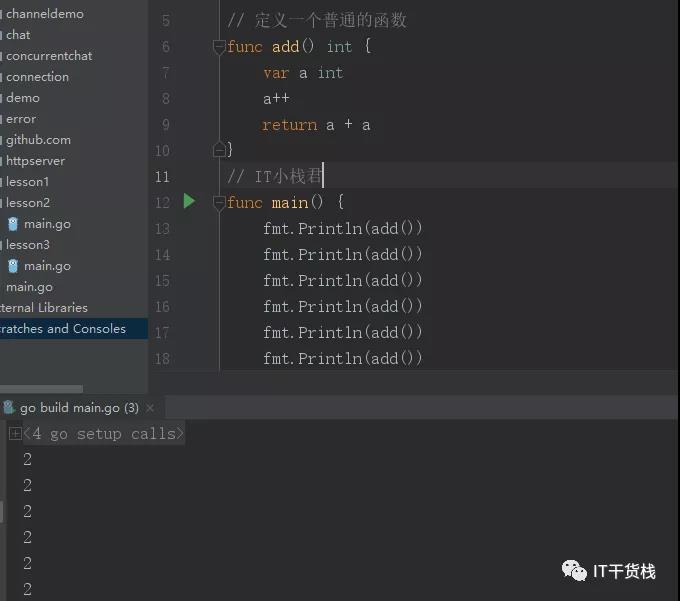 channeldemo
chat
concurrentchat
connection
demo
error
github.com
httpserver
lesson1
lesson2
main.go
lesson3
main.go
main.go
ternal Libraries
ratches and Consoles
5 // 定义一个普通的函数
6 func add() int {
7 var a int
8 a++
9 return a + a
10 }
11 // IT小栈君
12 func main() {
13 fmt.Println(add())
14 fmt.Println(add())
15 fmt.Println(add())
16 fmt.Println(add())
17 fmt.Println(add())
18 fmt.Println(add())
go build main.go (3) ×
<4 go setup calls>
2
2
2
2
2
2
IT干货栈